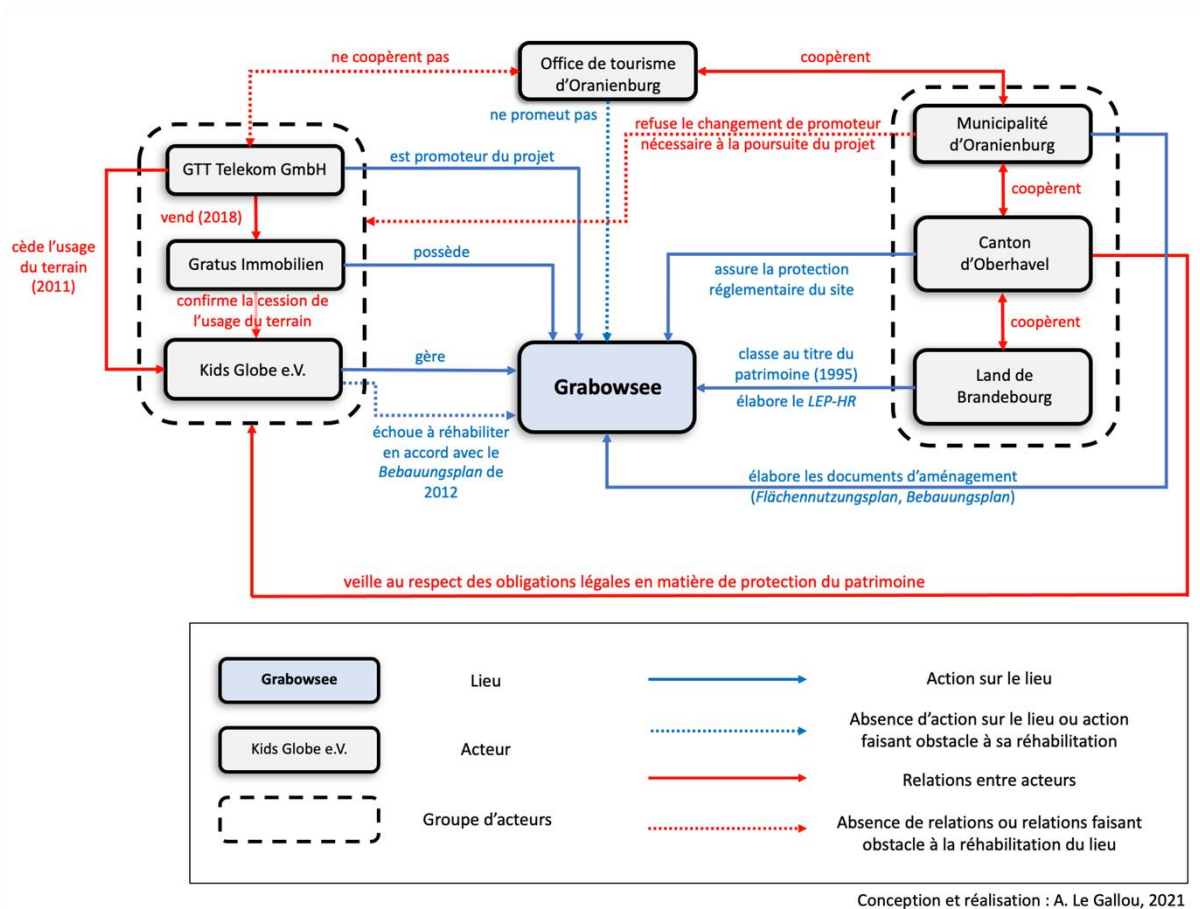 ne coopèrent pas
Office de tourisme
d'Oranienburg
coopèrent
ne promeut pas
refuse le changement de promoteur
nécessaire à la poursuite du projet
Municipalité
d'Oranienburg
GTT Telekom GmbH
est promoteur du projet
coopèrent
vend (2018)
cède l'usage
du terrain
(2011)
Gratus Immobilien
possède
Canton
d'Oberhavel
assure la protection
réglementaire du site
confirme la cession de
l'usage du terrain
coopèrent
Kids Globe e.V.
gère
Grabowsee
classe au titre du
patrimoine (1995)
élabore le LEP-HR
Land de
Brandebourg
échoue à réhabiliter
en accord avec le
Bebauungsplan de
2012
élabore les documents d'aménagement
(Flächennutzungsplan, Bebauungsplan)
veille au respect des obligations légales en matière de protection du patrimoine
Grabowsee
Lieu
Action sur le lieu
Kids Globe e.V.
Acteur
Absence d'action sur le lieu ou action
faisant obstacle à sa réhabilitation
Relations entre acteurs
Groupe d'acteurs
Absence de relations ou relations faisant
obstacle à la réhabilitation du lieu
Conception et réalisation : A. Le Gallou, 2021